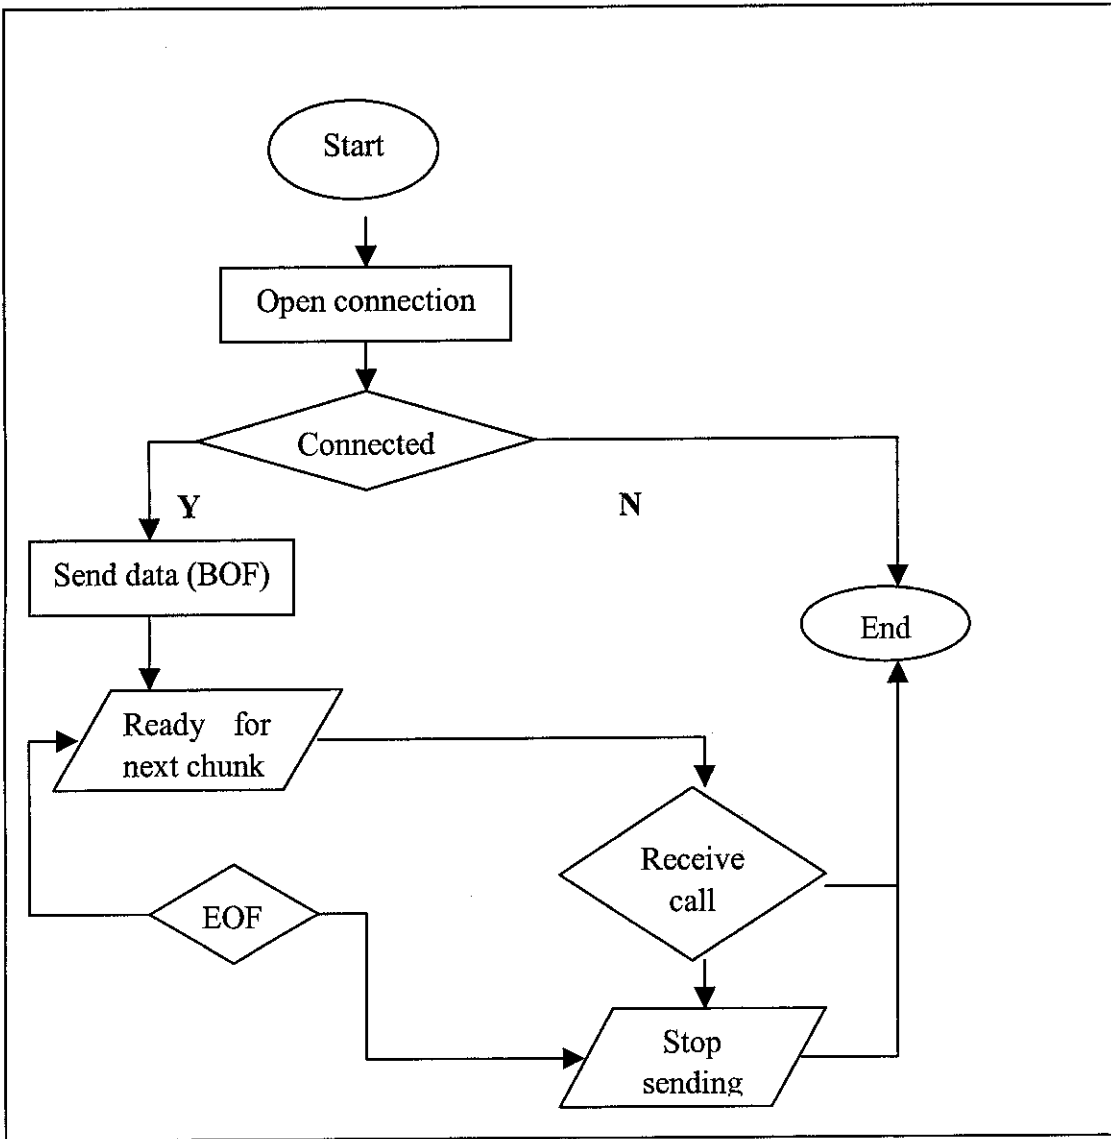 Start
Open connection
Connected
Y
N
Send data (BOF)
End
Ready for
next chunk
Receive
call
EOF
Stop
sending